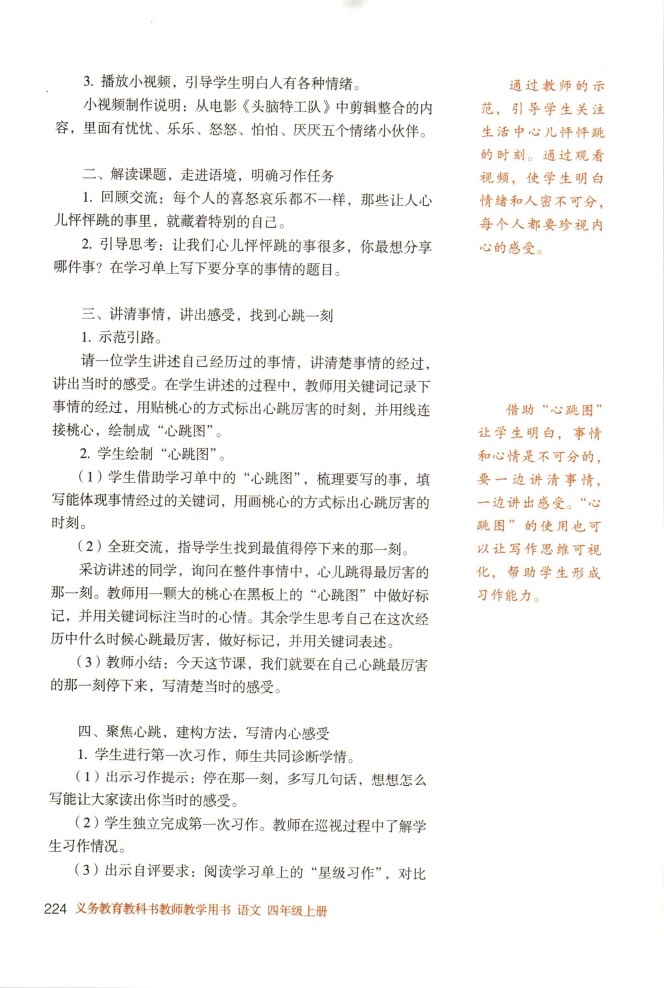 3. 播放小视频，引导学生明白人有各种情绪。
小视频制作说明：从电影《头脑特工队》中剪辑整合的内
容，里面有忧忧、乐乐、怒怒、怕怕、厌厌五个情绪小伙伴。
二、解读课题，走进语境，明确习作任务
1. 回顾交流：每个人的喜怒哀乐都不一样，那些让人心
儿怦怦跳的事里，就藏着特别的自己。
2. 引导思考：让我们心儿怦怦跳的事很多，你最想分享
哪件事？在学习单上写下要分享的事情的题目。
三、讲清事情，讲出感受，找到心跳一刻
1. 示范引路。
请一位学生讲述自己经历过的事情，讲清楚事情的经过，
讲出当时的感受。在学生讲述的过程中，教师用关键词记录下
事情的经过，用贴桃心的方式标出心跳厉害的时刻，并用线连
接桃心，绘制成“心跳图”。
2. 学生绘制“心跳图”。
（1）学生借助学习单中的“心跳图”，梳理要写的事，填
写能体现事情经过的关键词，用画桃心的方式标出心跳厉害的
时刻。
（2）全班交流，指导学生找到最值得停下来的那一刻。
采访讲述的同学，询问在整件事情中，心儿跳得最厉害的
那一刻。教师用一颗大的桃心在黑板上的“心跳图”中做好标
记，并用关键词标注当时的心情。其余学生思考自己在这次经
历中什么时候心跳最厉害，做好标记，并用关键词表述。
（3）教师小结：今天这节课，我们就要在自己心跳最厉害
的那一刻停下来，写清楚当时的感受。
四、聚焦心跳，建构方法，写清内心感受
1. 学生进行第一次习作，师生共同诊断学情。
（1）出示习作提示：停在那一刻，多写几句话，想想怎么
写能让大家读出你当时的感受。
（2）学生独立完成第一次习作。教师在巡视过程中了解学
生习作情况。
（3）出示自评要求：阅读学习单上的“星级习作”，对比
通过教师的示
范，引导学生关注
生活中心儿怦怦跳
的时刻。通过观看
视频，使学生明白
情绪和人密不可分，
每个人都要珍视内
心的感受。
借助“心跳图”
让学生明白，事情
和心情是不可分的，
要一边讲清事情，
一边讲出感受。“心
跳图”的使用也可
以让写作思维可视
化，帮助学生形成
习作能力。
224 义务教育教科书教师教学用书 语文 四年级上册